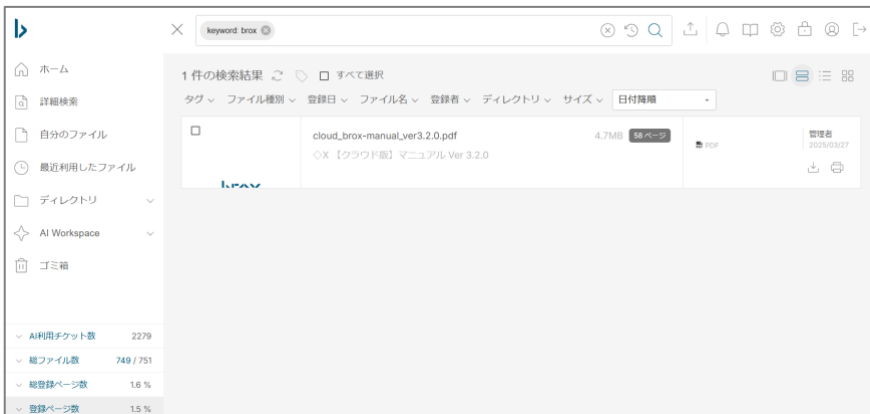 keyword: brox
ホーム
詳細検索
自分のファイル
最近利用したファイル
ディレクトリ
AI Workspace
ゴミ箱
AI利用チケット数 2279
総ファイル数 749 / 751
総登録ページ数 1.6 %
登録ページ数 1.5 %
1 件の検索結果 すべて選択
タグ ファイル種別 登録日 ファイル名 登録者 ディレクトリ サイズ 日付降順
cloud_brox-manual_ver3.2.0.pdf 4.7MB 58 ページ
◇X 【クラウド版】マニュアル Ver 3.2.0
brox
PDF
管理者
2025/03/27